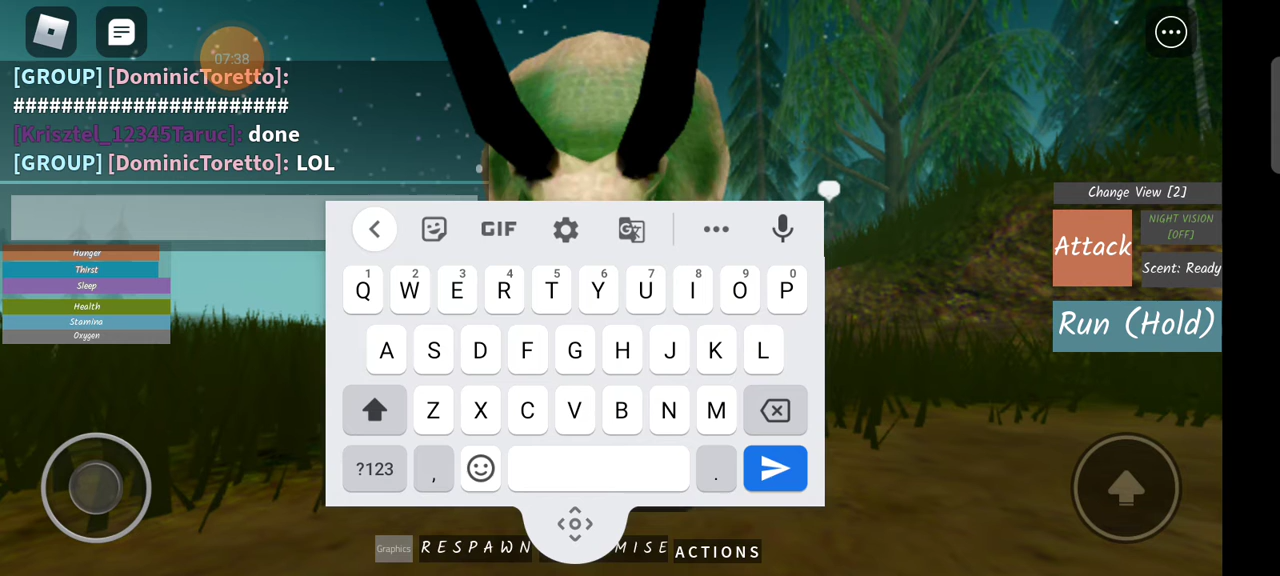 07:38
[GROUP] [DominicToretto]:
########################
[Krisztel_12345Taruc]: done
[GROUP] [DominicToretto]: LOL
Hunger
Thirst
Sleep
Health
Stamina
Oxygen
Change View [2]
Attack
NIGHT VISION
[OFF]
Scent: Ready
Run (Hold)
GIF
1 2 3 4 5 6 7 8 9 0
Q W E R T Y U I O P
A S D F G H J K L
Z X C V B N M
?123 , .
Graphics RESPAWN MISE ACTIONS